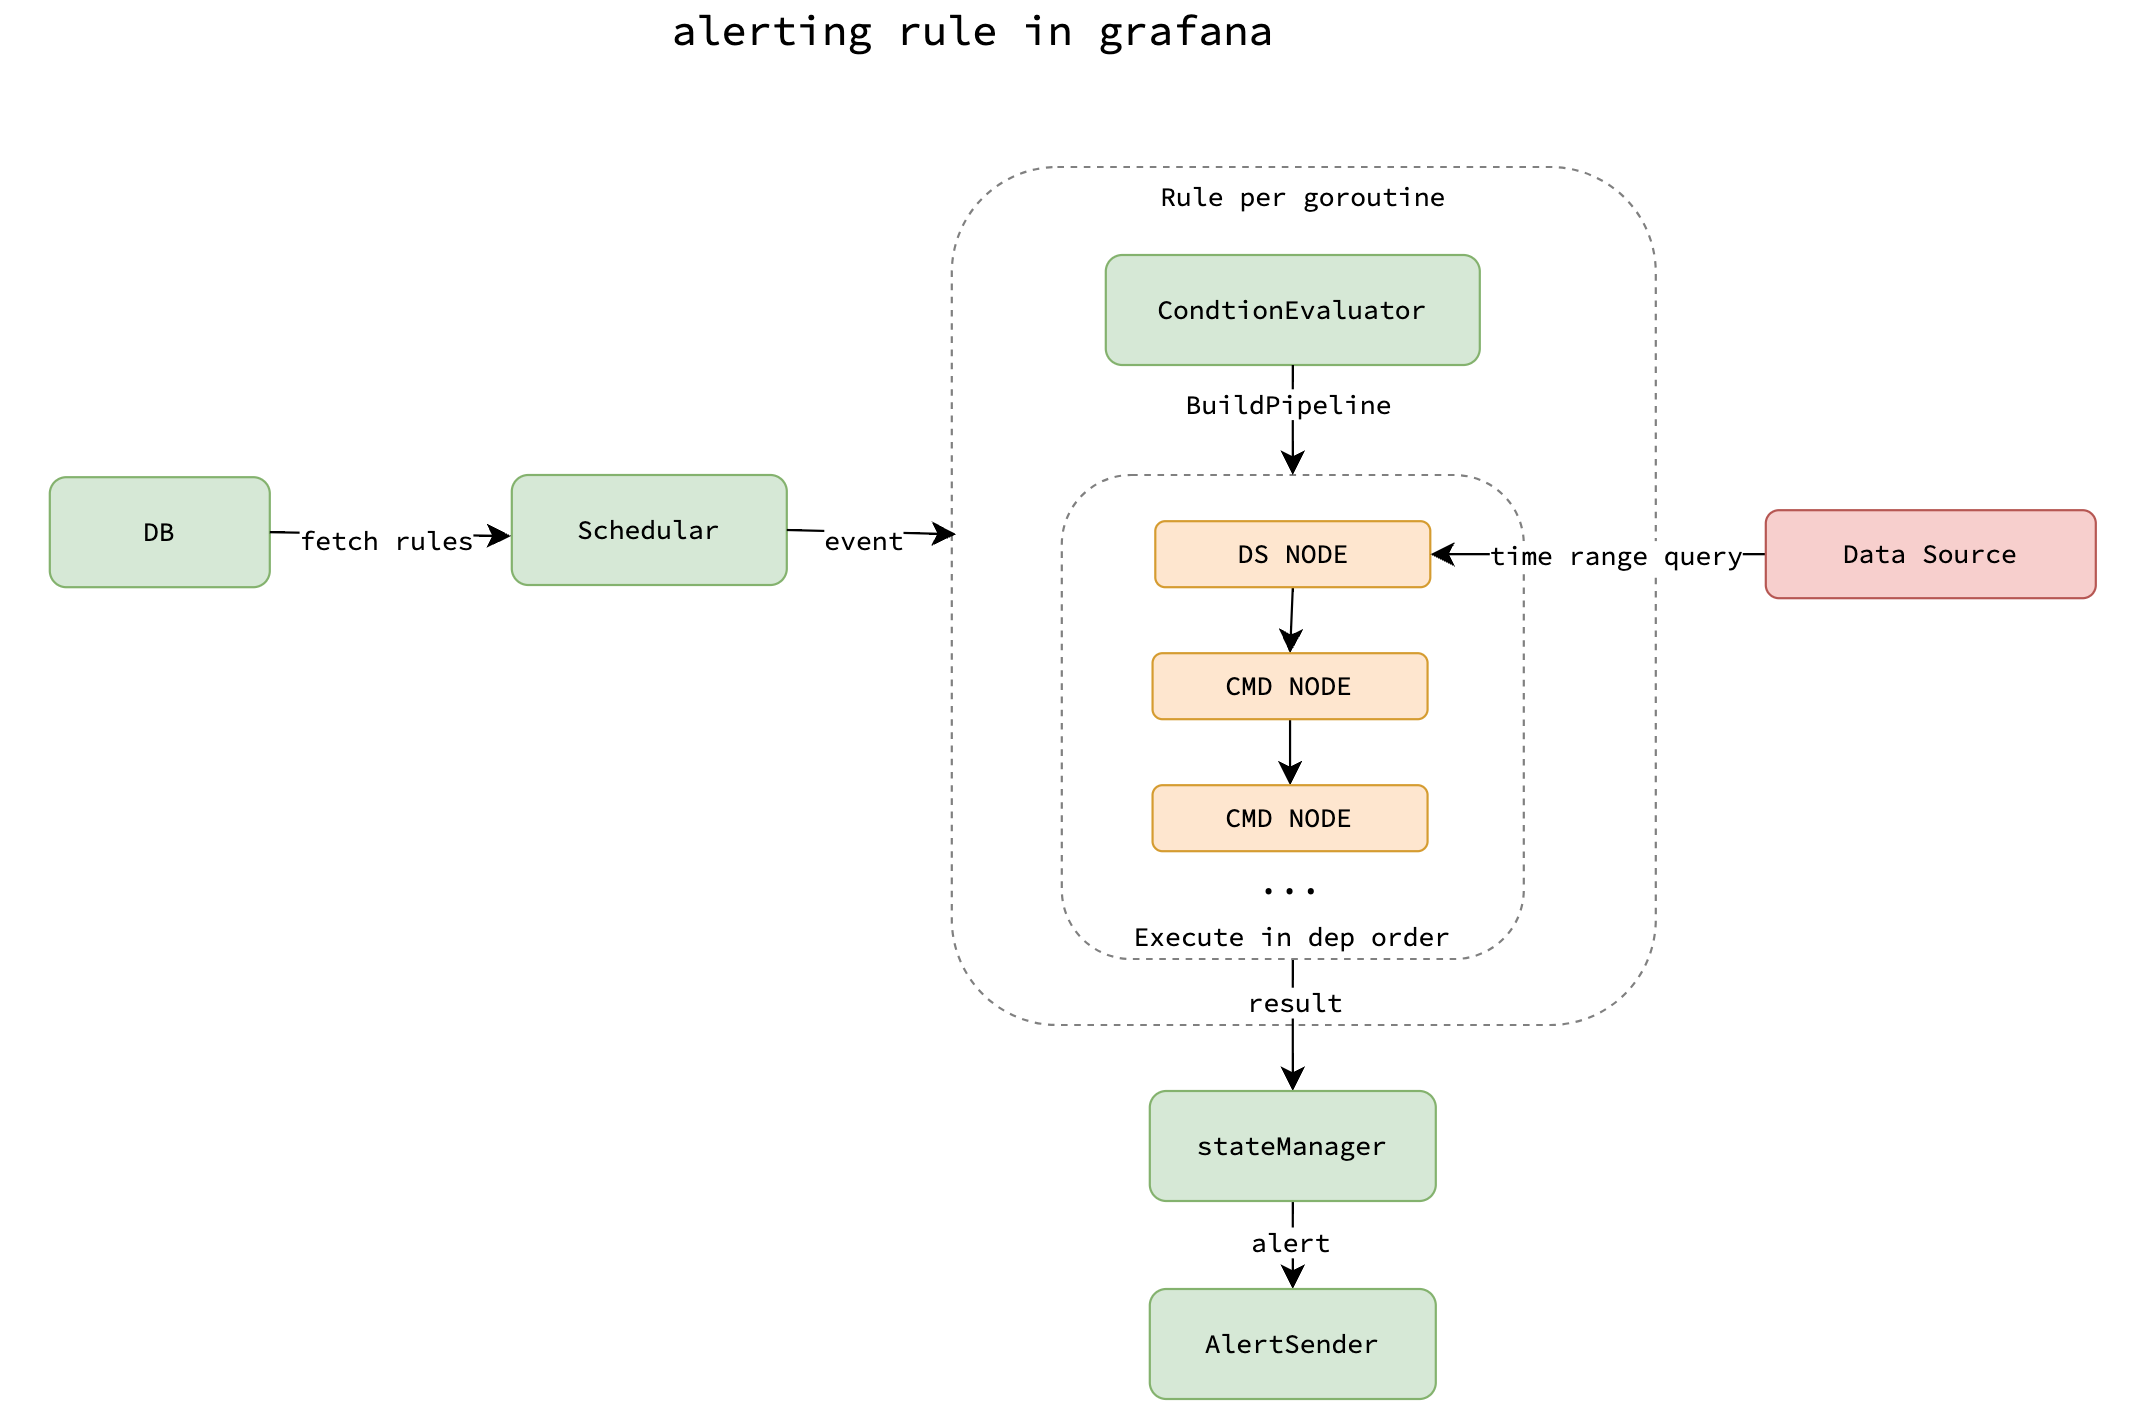 alerting rule in grafana
Rule per goroutine
CondtionEvaluator
BuildPipeline
DB
fetch rules
Schedular
event
DS NODE
time range query
Data Source
CMD NODE
CMD NODE
...
Execute in dep order
result
stateManager
alert
AlertSender